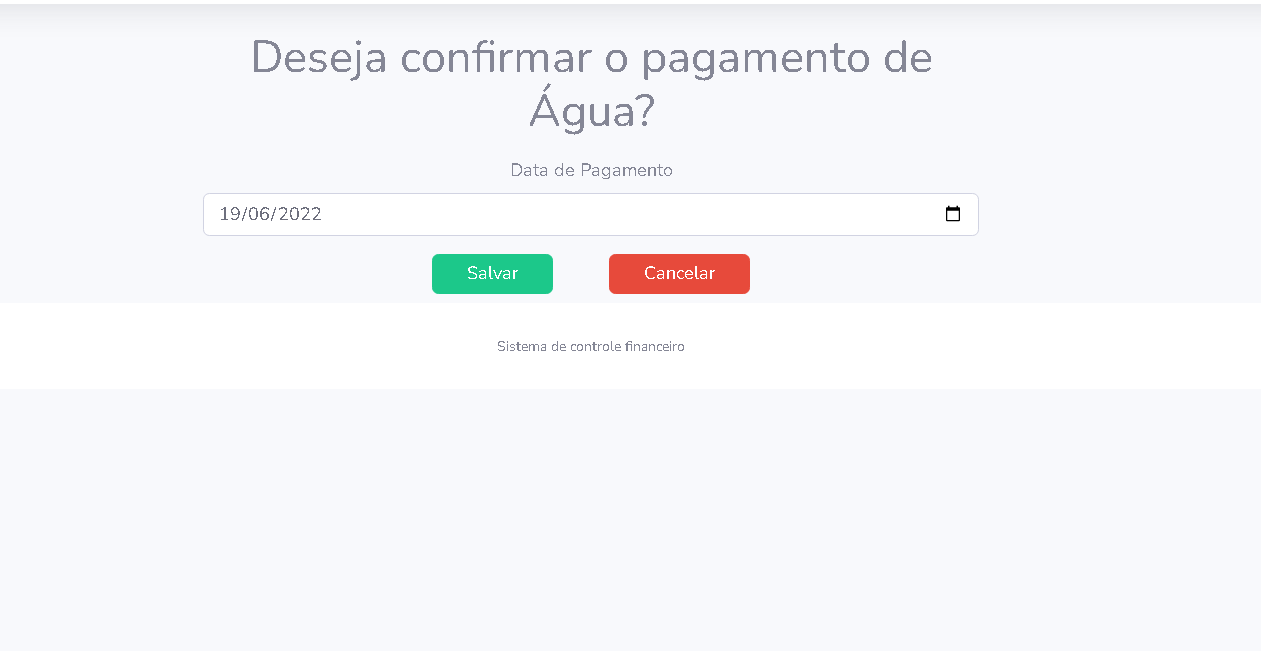 Deseja confirmar o pagamento de
Água?
Data de Pagamento
19/06/2022
Salvar
Cancelar
Sistema de controle financeiro